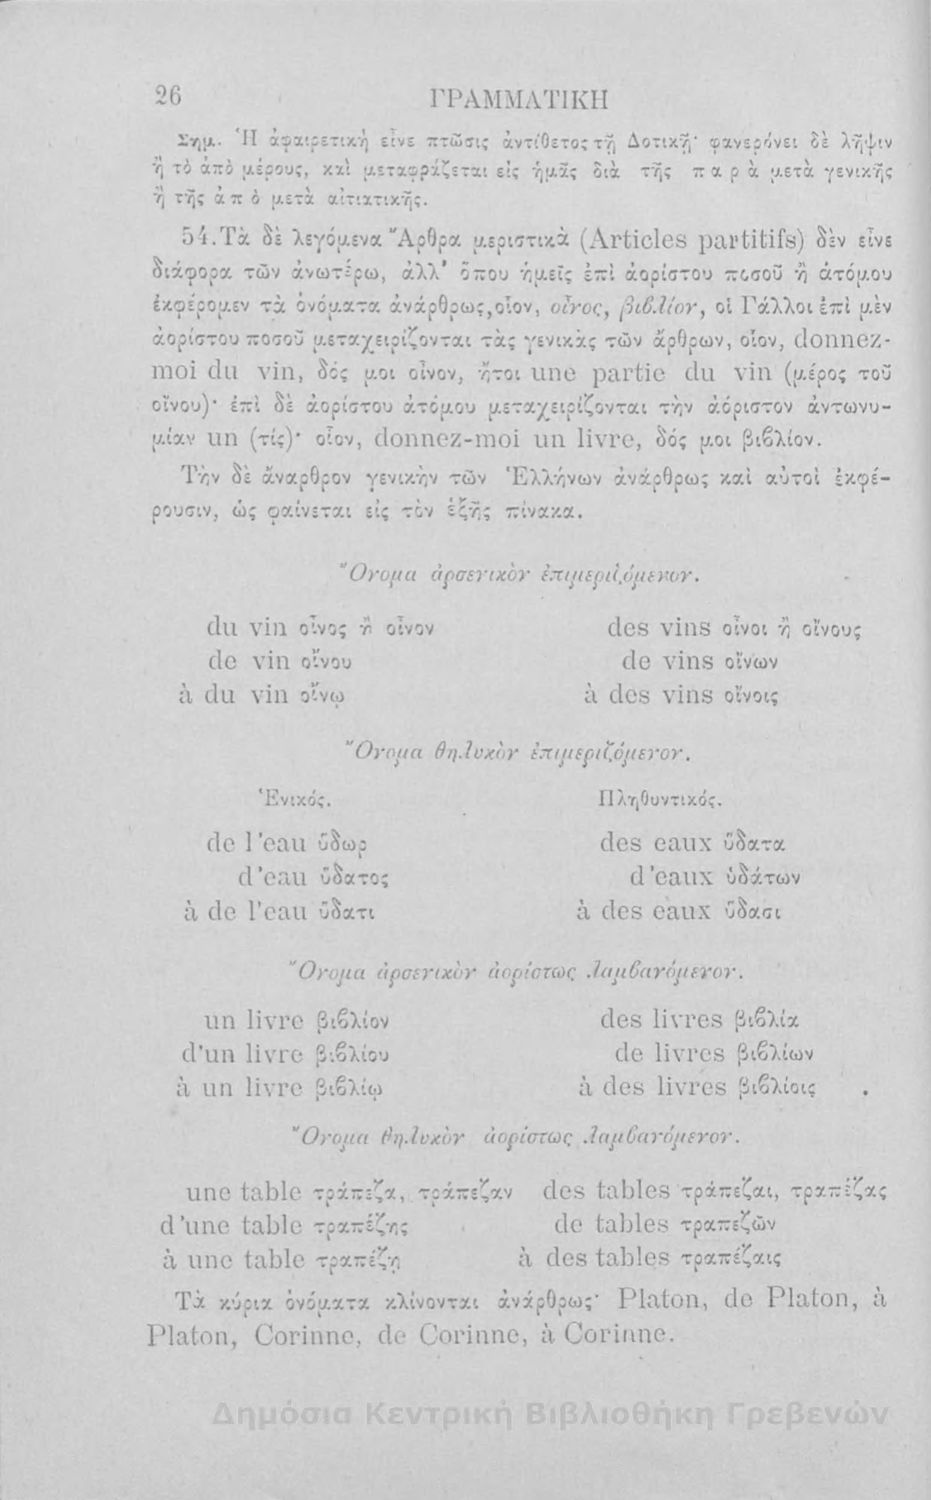 26 ΓΡΑΜΜΑΤΙΚΗ
Σημ. Ἡ ἀφαιρετικὴ εἶνε πτῶσις ἀντίθετος τῇ Δοτικῇ· φανερόνει δὲ λῆψιν
ἢ τὸ ἀπὸ μέρους, καὶ μεταφράζεται εἰς ἡμᾶς διὰ τῆς π α ρ ὰ μετὰ γενικῆς
ἢ τῆς ἀ π ὸ μετὰ αἰτιατικῆς.
54. Τὰ δὲ λεγόμενα Ἄρθρα μεριστικὰ (Articles partitifs) δὲν εἶνε
διάφορα τῶν ἀνωτέρω, ἀλλ' ὅπου ἡμεῖς ἐπὶ ἀορίστου ποσοῦ ἢ ἀτόμου
ἐκφέρομεν τὰ ὀνόματα ἀνάρθρως, οἷον, οἶνος, βιβλίον, οἱ Γάλλοι ἐπὶ μὲν
ἀορίστου ποσοῦ μεταχειρίζονται τὰς γενικὰς τῶν ἄρθρων, οἷον, donnez-
moi du vin, δός μοι οἶνον, ἤτοι une partie du vin (μέρος τοῦ
οἴνου)· ἐπὶ δὲ ἀορίστου ἀτόμου μεταχειρίζονται τὴν ἀόριστον ἀντωνυ-
μίαν un (τίς)· οἷον, donnez-moi un livre, δός μοι βιβλίον.
Τὴν δὲ ἄναρθρον γενικὴν τῶν Ἑλλήνων ἀνάρθρως καὶ αὐτοὶ ἐκφέ-
ρουσιν, ὡς φαίνεται εἰς τὸν ἑξῆς πίνακα.
Ὄνομα ἀρσενικὸν ἐπιμεριζόμενον.
du vin οἶνος ἢ οἶνον des vins οἶνοι ἢ οἴνους
de vin οἴνου de vins οἴνων
à du vin οἴνῳ à des vins οἴνοις
Ὄνομα θηλυκὸν ἐπιμεριζόμενον.
Ἑνικός. Πληθυντικός.
de l'eau ὕδωρ des eaux ὕδατα
d'eau ὕδατος d'eaux ὑδάτων
à de l'eau ὕδατι à des eaux ὕδασι
Ὄνομα ἀρσενικὸν ἀορίστως λαμβανόμενον.
un livre βιβλίον des livres βιβλία
d'un livre βιβλίου de livres βιβλίων
à un livre βιβλίῳ à des livres βιβλίοις
Ὄνομα θηλυκὸν ἀορίστως λαμβανόμενον.
une table τράπεζα, τράπεζαν des tables τράπεζαι, τραπέζας
d'une table τραπέζης de tables τραπεζῶν
à une table τραπέζῃ à des tables τραπέζαις
Τὰ κύρια ὀνόματα κλίνονται ἀνάρθρως· Platon, de Platon, à
Platon, Corinne, de Corinne, à Corinne.
Δημόσια Κεντρική Βιβλιοθήκη Γρεβενών